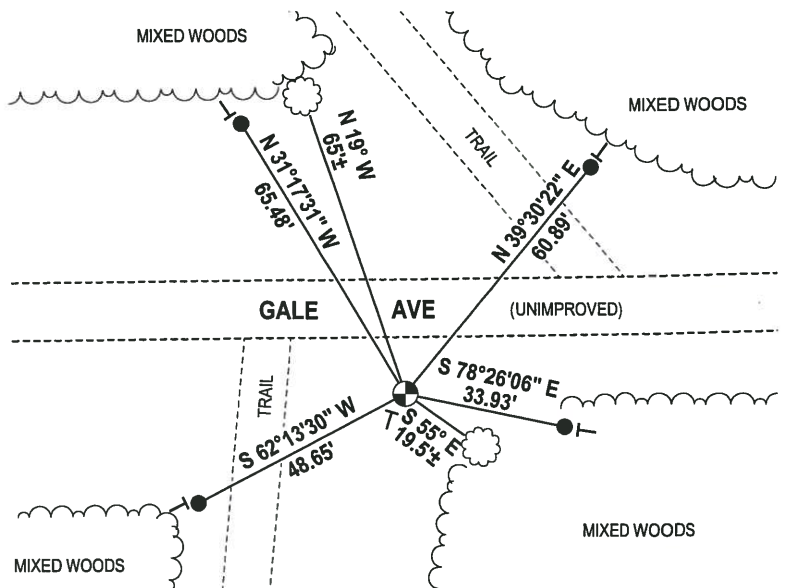 MIXED WOODS
MIXED WOODS
TRAIL
N 19° W
65'±
N 31°17'31" W
65.48'
N 39°30'22" E
60.89'
GALE AVE (UNIMPROVED)
S 78°26'06" E
33.93'
TRAIL
S 62°13'30" W
48.65'
S 55° E
19.5'±
MIXED WOODS
MIXED WOODS